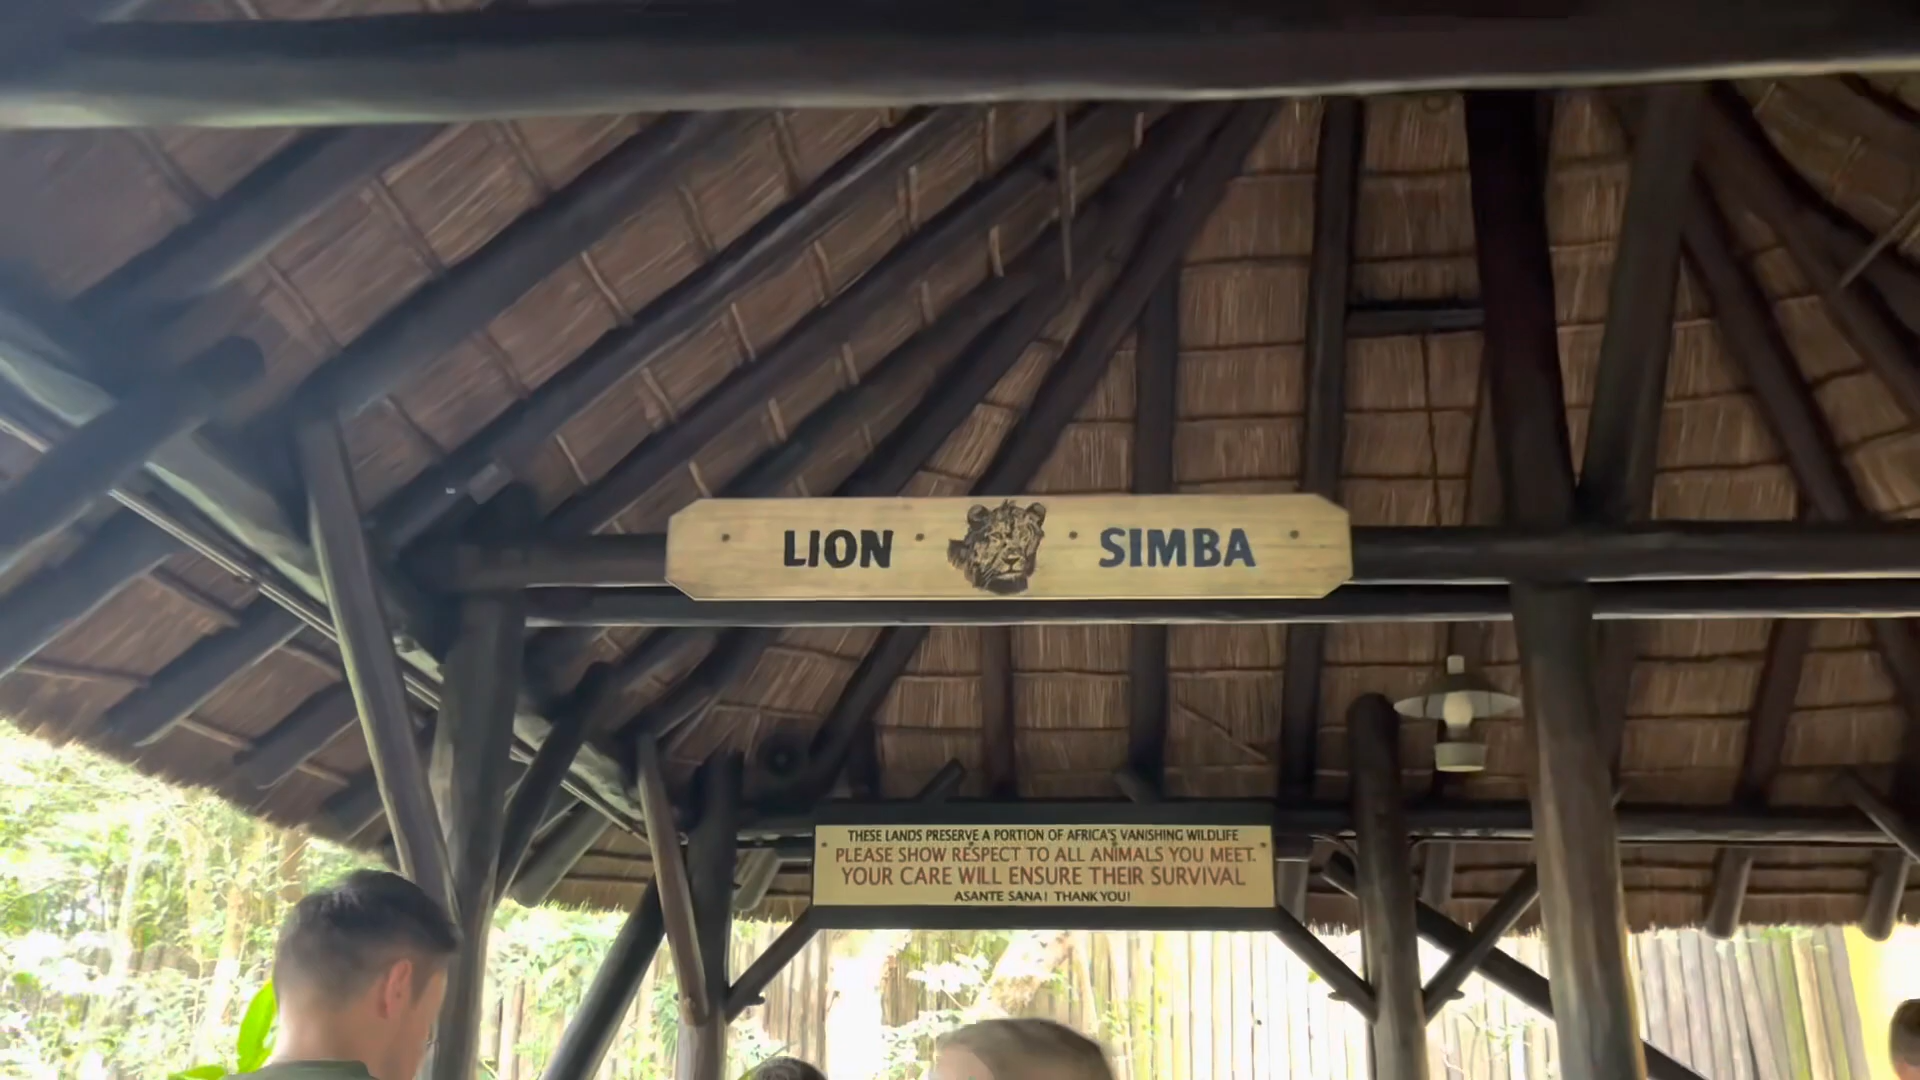 LION SIMBA
THESE LANDS PRESERVE A PORTION OF AFRICA'S VANISHING WILDLIFE
PLEASE SHOW RESPECT TO ALL ANIMALS YOU MEET.
YOUR CARE WILL ENSURE THEIR SURVIVAL
ASANTE SANA! THANK YOU!